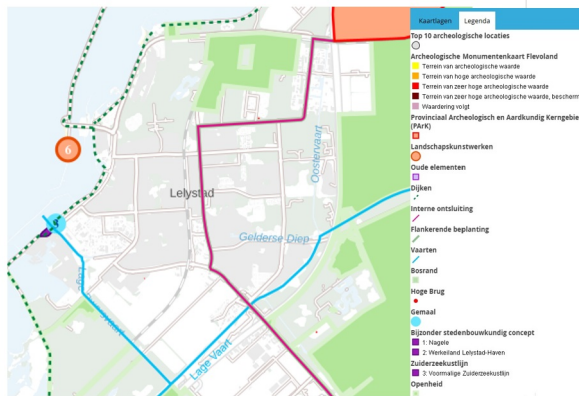 Kaartlagen
Legenda
Top 10 archeologische locaties
Archeologische Monumentenkaart Flevoland
Terrein van archeologische waarde
Terrein van hoge archeologische waarde
Terrein van zeer hoge archeologische waarde
Terrein van zeer hoge archeologische waarde, bescherm
Waardering volgt
Provinciaal Archeologisch en Aardkundig Kerngebie
(PArK)
Landschapskunstwerken
Oude elementen
Dijken
Interne ontsluiting
Flankerende beplanting
Vaarten
Bosrand
Hoge Brug
Gemaal
Bijzonder stedenbouwkundig concept
1: Nagele
2: Werkeiland Lelystad-Haven
Zuiderzeekustlijn
3: Voormalige Zuiderzeekustlijn
Openheid
6
Oostervaart
Lelystad
Gelderse Diep
Lage
Lage Vaart